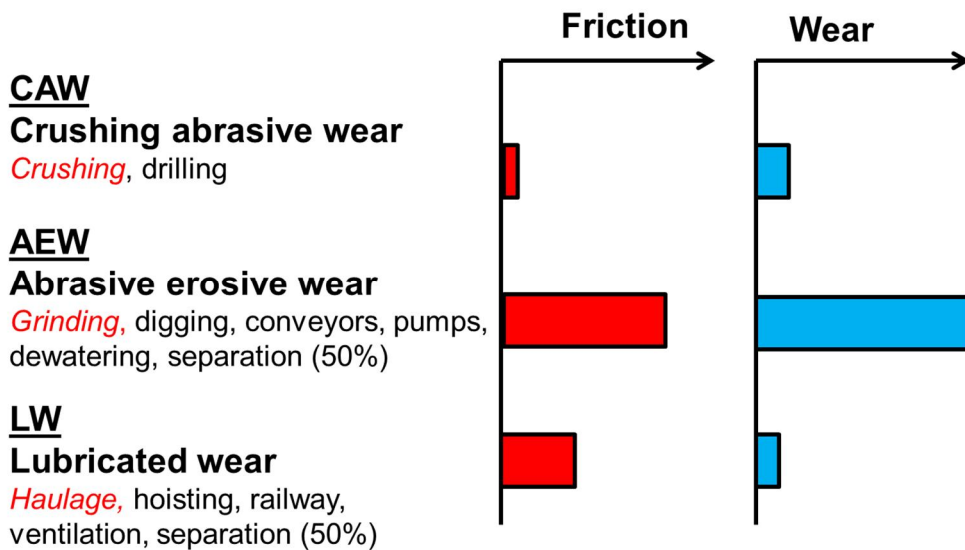 Friction
Wear
CAW
Crushing abrasive wear
Crushing, drilling
AEW
Abrasive erosive wear
Grinding, digging, conveyors, pumps,
dewatering, separation (50%)
LW
Lubricated wear
Haulage, hoisting, railway,
ventilation, separation (50%)